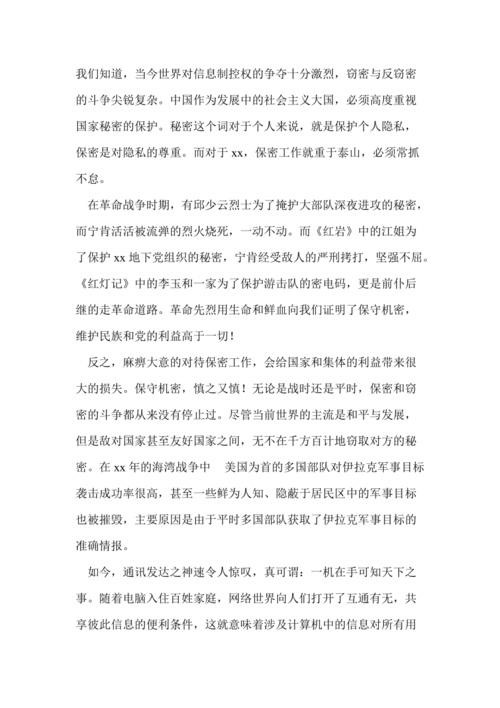 我们知道，当今世界对信息制控权的争夺十分激烈，窃密与反窃密
的斗争尖锐复杂。中国作为发展中的社会主义大国，必须高度重视
国家秘密的保护。秘密这个词对于个人来说，就是保护个人隐私，
保密是对隐私的尊重。而对于 xx，保密工作就重于泰山，必须常抓
不怠。
在革命战争时期，有邱少云烈士为了掩护大部队深夜进攻的秘密，
而宁肯活活被流弹的烈火烧死，一动不动。而《红岩》中的江姐为
了保护 xx 地下党组织的秘密，宁肯经受敌人的严刑拷打，坚强不屈。
《红灯记》中的李玉和一家为了保护游击队的密电码，更是前仆后
继的走革命道路。革命先烈用生命和鲜血向我们证明了保守机密，
维护民族和党的利益高于一切！
反之，麻痹大意的对待保密工作，会给国家和集体的利益带来很
大的损失。保守机密，慎之又慎！无论是战时还是平时，保密和窃
密的斗争都从来没有停止过。尽管当前世界的主流是和平与发展，
但是敌对国家甚至友好国家之间，无不在千方百计地窃取对方的秘
密。在 xx 年的海湾战争中 美国为首的多国部队对伊拉克军事目标
袭击成功率很高，甚至一些鲜为人知、隐蔽于居民区中的军事目标
也被摧毁，主要原因是由于平时多国部队获取了伊拉克军事目标的
准确情报。
如今，通讯发达之神速令人惊叹，真可谓：一机在手可知天下之
事。随着电脑入住百姓家庭，网络世界向人们打开了互通有无，共
享彼此信息的便利条件，这就意味着涉及计算机中的信息对所有用